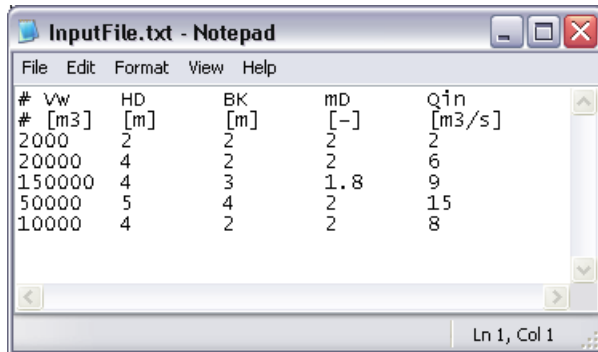 InputFile.txt - Notepad
File Edit Format View Help
# Vw HD BK mD Qin
# [m3] [m] [m] [-] [m3/s]
2000 2 2 2 2
20000 4 2 2 6
150000 4 3 1.8 9
50000 5 4 2 15
10000 4 2 2 8
Ln 1, Col 1